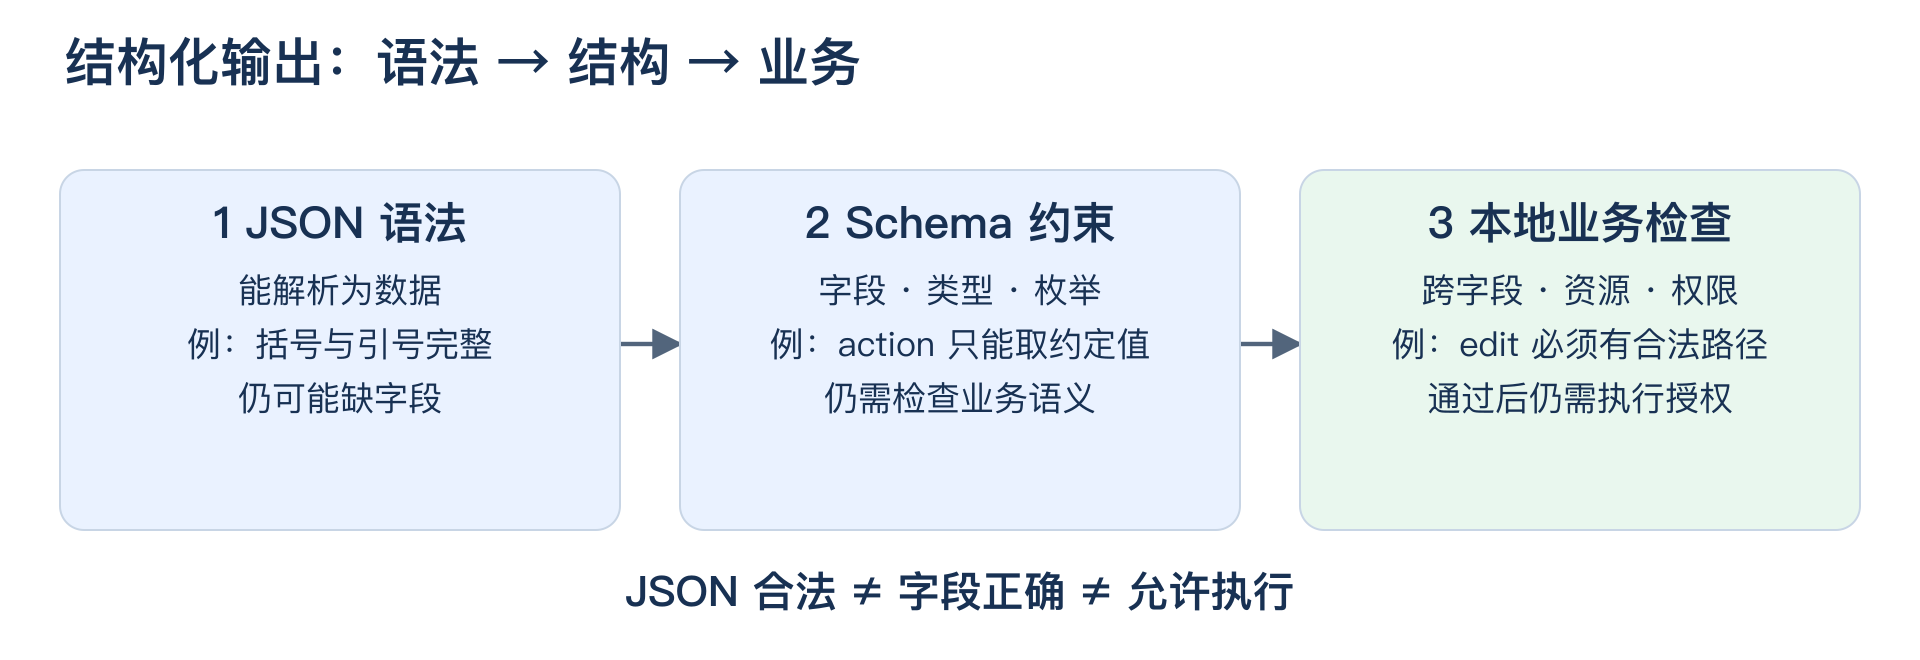 结构化输出：语法 → 结构 → 业务
1 JSON 语法
能解析为数据
例：括号与引号完整
仍可能缺字段
2 Schema 约束
字段 · 类型 · 枚举
例：action 只能取约定值
仍需检查业务语义
3 本地业务检查
跨字段 · 资源 · 权限
例：edit 必须有合法路径
通过后仍需执行授权
JSON 合法 ≠ 字段正确 ≠ 允许执行